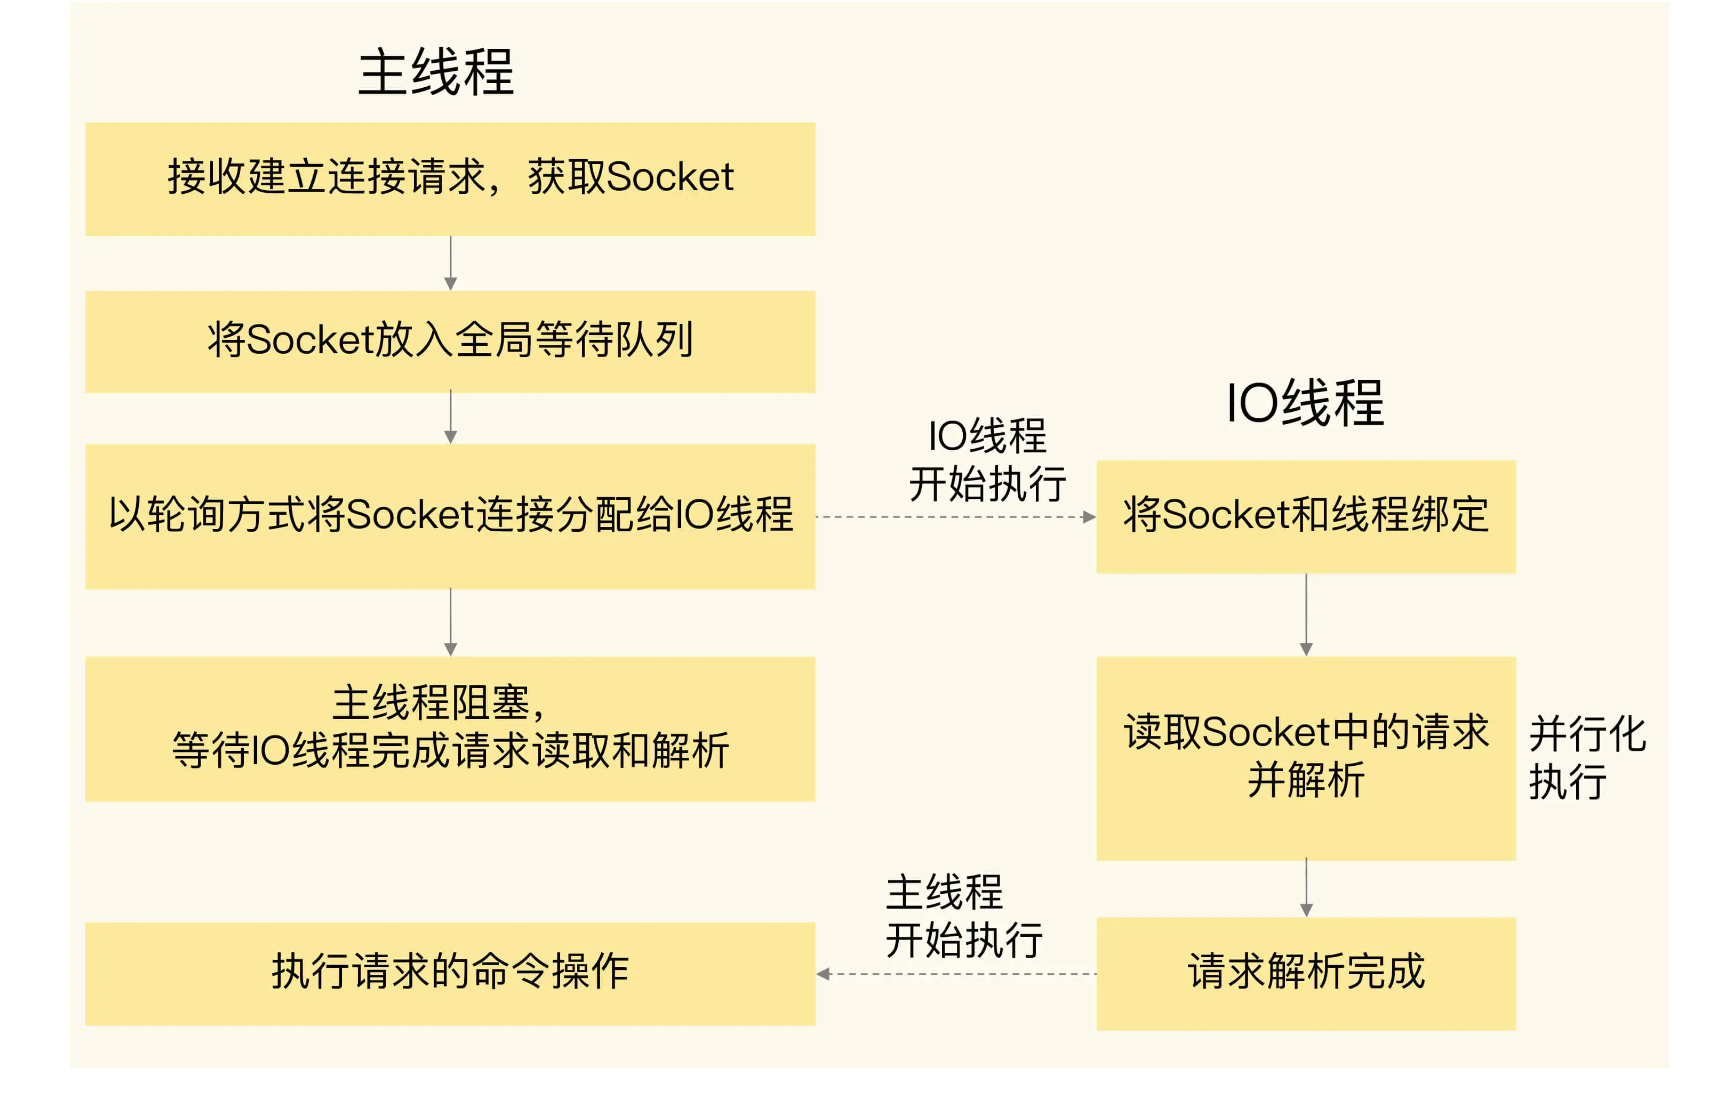 主线程
接收建立连接请求，获取Socket
将Socket放入全局等待队列
以轮询方式将Socket连接分配给IO线程
主线程阻塞，
等待IO线程完成请求读取和解析
执行请求的命令操作
IO线程
开始执行
主线程
开始执行
IO线程
将Socket和线程绑定
读取Socket中的请求
并解析
并行化
执行
请求解析完成